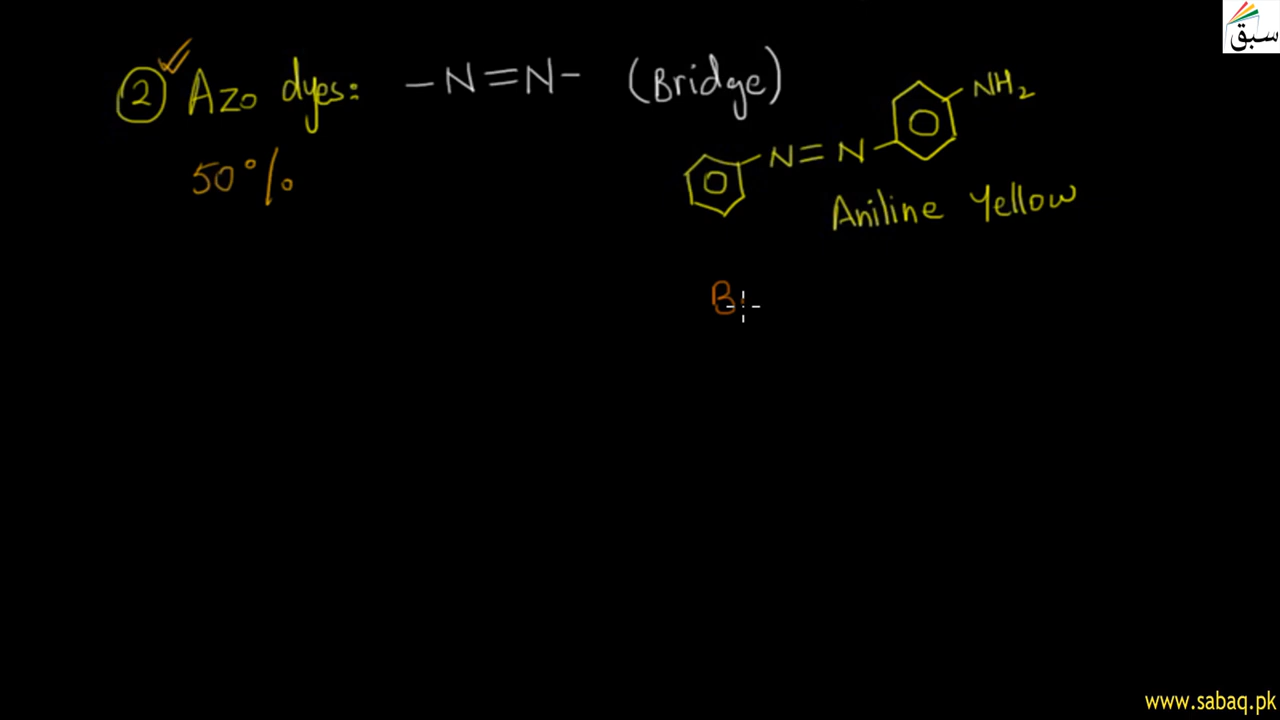 سبق
② Azo dyes: –N=N– (Bridge)
NH₂
N=N
50%
Aniline Yellow
B
www.sabaq.pk